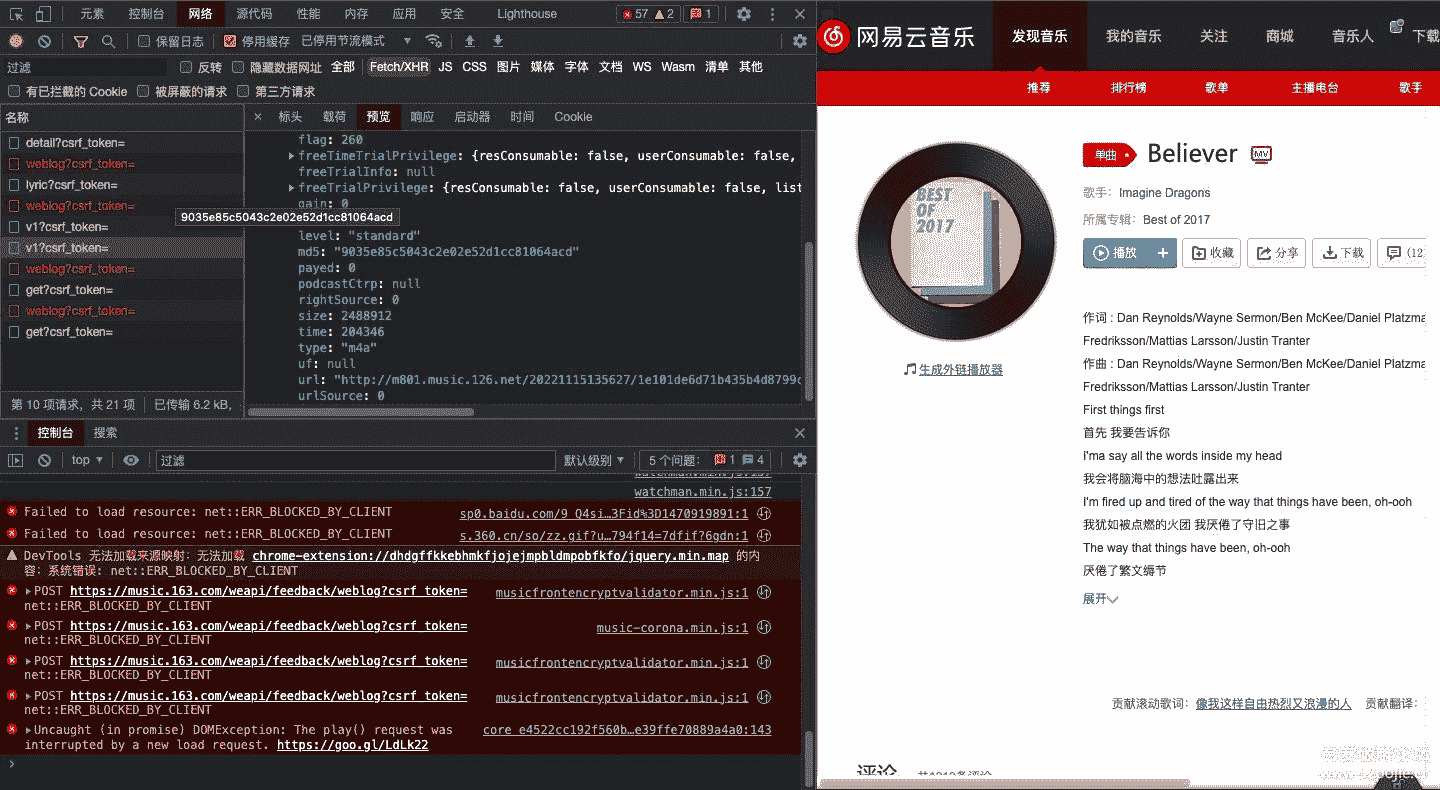 元素 控制台 网络 源代码 性能 内存 应用 安全 Lighthouse 57 2 1
保留日志 停用缓存 已停用节流模式
过滤 反转 隐藏数据网址 全部 Fetch/XHR JS CSS 图片 媒体 字体 文档 WS Wasm 清单 其他
有已拦截的 Cookie 被屏蔽的请求 第三方请求
名称
detail?csrf_token=
weblog?csrf_token=
lyric?csrf_token=
weblog?csrf_token=
v1?csrf_token=
v1?csrf_token=
weblog?csrf_token=
get?csrf_token=
weblog?csrf_token=
get?csrf_token=
第 10 项请求，共 21 项 已传输 6.2 kB,
标头 载荷 预览 响应 启动器 时间 Cookie
flag: 260
freeTimeTrialPrivilege: {resConsumable: false, userConsumable: false,
freeTrialInfo: null
freeTrialPrivilege: {resConsumable: false, userConsumable: false, list
gain: 0
9035e85c5043c2e02e52d1cc81064acd
level: "standard"
md5: "9035e85c5043c2e02e52d1cc81064acd"
payed: 0
podcastCtrp: null
rightSource: 0
size: 2488912
time: 204346
type: "m4a"
uf: null
url: "http://m801.music.126.net/20221115135627/1e101de6d71b435b4d8799c
urlSource: 0
控制台 搜索
top 过滤 默认级别 5 个问题: 1 4
watchman.min.js:157
watchman.min.js:157
Failed to load resource: net::ERR_BLOCKED_BY_CLIENT sp0.baidu.com/9_Q4si…3Fid%3D1470919891:1
Failed to load resource: net::ERR_BLOCKED_BY_CLIENT s.360.cn/so/zz.gif?u…794f14=7dfif?6gdn:1
DevTools 无法加载来源映射：无法加载 chrome-extension://dhdgffkkebhmkfjojejmpbldmpobfkfo/jquery.min.map 的内
容：系统错误: net::ERR_BLOCKED_BY_CLIENT
POST https://music.163.com/weapi/feedback/weblog?csrf_token= musicfrontencryptvalidator.min.js:1
net::ERR_BLOCKED_BY_CLIENT
POST https://music.163.com/weapi/feedback/weblog?csrf_token= music-corona.min.js:1
net::ERR_BLOCKED_BY_CLIENT
POST https://music.163.com/weapi/feedback/weblog?csrf_token= musicfrontencryptvalidator.min.js:1
net::ERR_BLOCKED_BY_CLIENT
POST https://music.163.com/weapi/feedback/weblog?csrf_token= musicfrontencryptvalidator.min.js:1
net::ERR_BLOCKED_BY_CLIENT
Uncaught (in promise) DOMException: The play() request was core_e4522cc192f560b…e39ffe70889a4a0:143
interrupted by a new load request. https://goo.gl/LdLk22
网易云音乐 发现音乐 我的音乐 关注 商城 音乐人 下载
推荐 排行榜 歌单 主播电台 歌手
BEST
OF
2017
生成外链播放器
单曲 Believer MV
歌手：Imagine Dragons
所属专辑：Best of 2017
播放 + 收藏 分享 下载 (12
作词 : Dan Reynolds/Wayne Sermon/Ben McKee/Daniel Platzma
Fredriksson/Mattias Larsson/Justin Tranter
作曲 : Dan Reynolds/Wayne Sermon/Ben McKee/Daniel Platzma
Fredriksson/Mattias Larsson/Justin Tranter
First things first
首先 我要告诉你
I'ma say all the words inside my head
我会将脑海中的想法吐露出来
I'm fired up and tired of the way that things have been, oh-ooh
我犹如被点燃的火团 我厌倦了守旧之事
The way that things have been, oh-ooh
厌倦了繁文缛节
展开
贡献滚动歌词：像我这样自由热烈又浪漫的人 贡献翻译：
评论